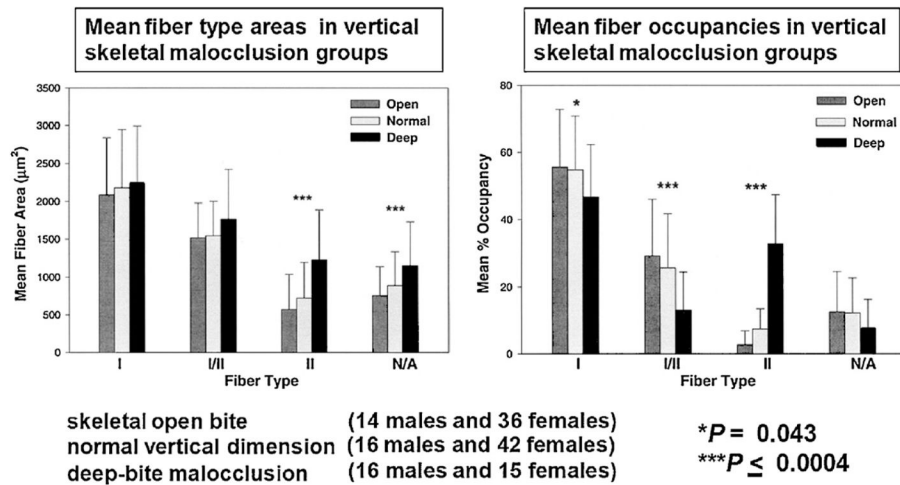 Mean fiber type areas in vertical
skeletal malocclusion groups
3500
3000
2500
2000
1500
1000
500
0
Mean Fiber Area (µm²)
Open
Normal
Deep
***
***
I
I/II
II
N/A
Fiber Type
Mean fiber occupancies in vertical
skeletal malocclusion groups
80
60
40
20
0
Mean % Occupancy
Open
Normal
Deep
*
***
***
I
I/II
II
N/A
Fiber Type
skeletal open bite (14 males and 36 females)
normal vertical dimension (16 males and 42 females)
deep-bite malocclusion (16 males and 15 females)
*P = 0.043
***P ≤ 0.0004